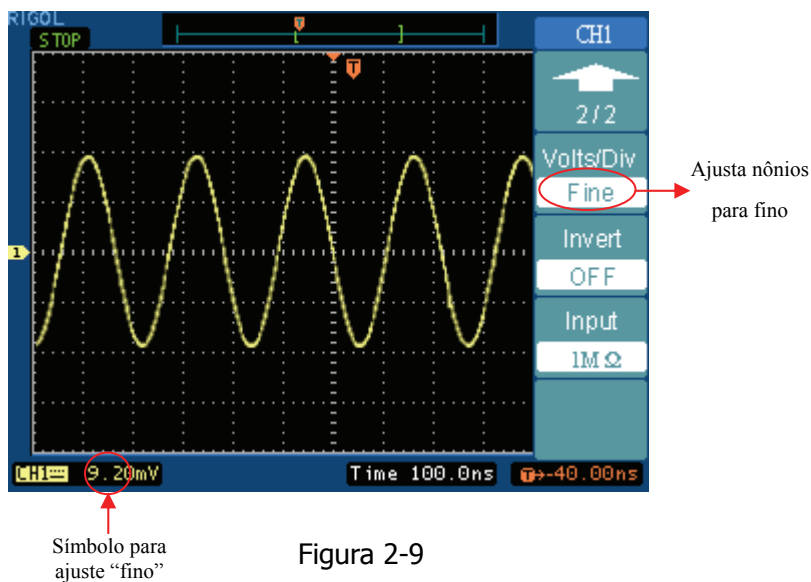 RIGOL
STOP
T
CH1
2/2
T
Volts/Div
Fine
Invert
OFF
Input
1MΩ
1
CH1 9.20mV
Time 100.0ns
T→-40.00ns
Ajusta nônios
para fino
Símbolo para
ajuste “fino”
Figura 2-9